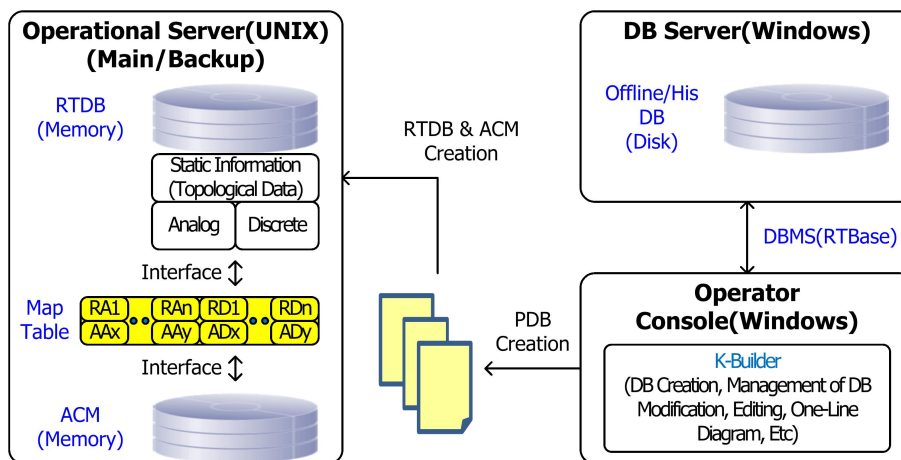 Operational Server(UNIX)
(Main/Backup)
RTDB
(Memory)
Static Information
(Topological Data)
Analog
Discrete
Interface
Map
Table
RA1
RAn
RD1
RDn
AAx
AAy
ADx
ADy
Interface
ACM
(Memory)
RTDB & ACM
Creation
PDB
Creation
DB Server(Windows)
Offline/His
DB
(Disk)
DBMS(RTBase)
Operator
Console(Windows)
K-Builder
(DB Creation, Management of DB
Modification, Editing, One-Line
Diagram, Etc)